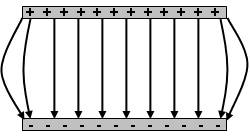 + + + + + + + + + + + +
- - - - - - - - - - - -